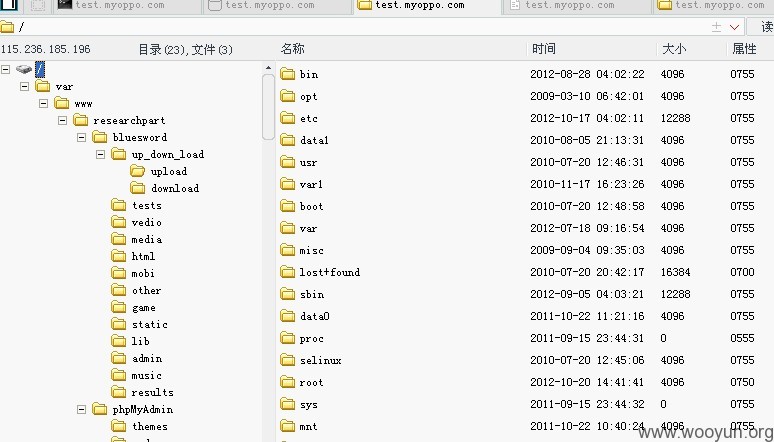 test.myoppo.com test.myoppo.com test.myoppo.com test.myoppo.com test.myoppo.com
/ 读
115.236.185.196 目录(23),文件(3) 名称 时间 大小 属性
/ bin 2012-08-28 04:02:22 4096 0755
var opt 2009-03-10 06:42:01 4096 0755
www etc 2012-10-17 04:02:11 12288 0755
researchpart data1 2010-08-05 21:13:31 4096 0755
bluesword usr 2010-07-20 12:46:31 4096 0755
up_down_load var1 2010-11-17 16:23:26 4096 0755
upload boot 2010-07-20 12:48:58 4096 0755
download var 2012-07-18 09:16:54 4096 0755
tests misc 2009-09-04 09:35:03 4096 0755
vedio lost+found 2010-07-20 20:42:17 16384 0700
media sbin 2012-09-05 04:03:21 12288 0755
html data0 2011-10-22 11:21:16 4096 0755
mobi proc 2011-09-15 23:44:31 0 0555
other selinux 2010-07-20 12:45:06 4096 0755
game root 2012-10-20 14:41:41 4096 0750
static sys 2011-09-15 23:44:32 0 0755
lib mnt 2011-10-22 10:40:24 4096 0755
admin
music
results
phpMyAdmin
themes
www.wooyun.org